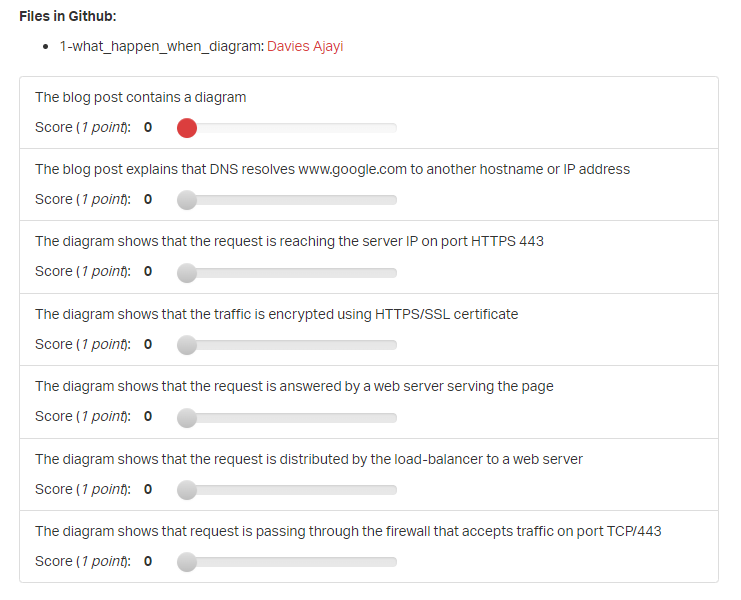 Files in Github:
1-what_happen_when_diagram: Davies Ajayi
The blog post contains a diagram
Score (1 point): 0
The blog post explains that DNS resolves www.google.com to another hostname or IP address
Score (1 point): 0
The diagram shows that the request is reaching the server IP on port HTTPS 443
Score (1 point): 0
The diagram shows that the traffic is encrypted using HTTPS/SSL certificate
Score (1 point): 0
The diagram shows that the request is answered by a web server serving the page
Score (1 point): 0
The diagram shows that the request is distributed by the load-balancer to a web server
Score (1 point): 0
The diagram shows that request is passing through the firewall that accepts traffic on port TCP/443
Score (1 point): 0